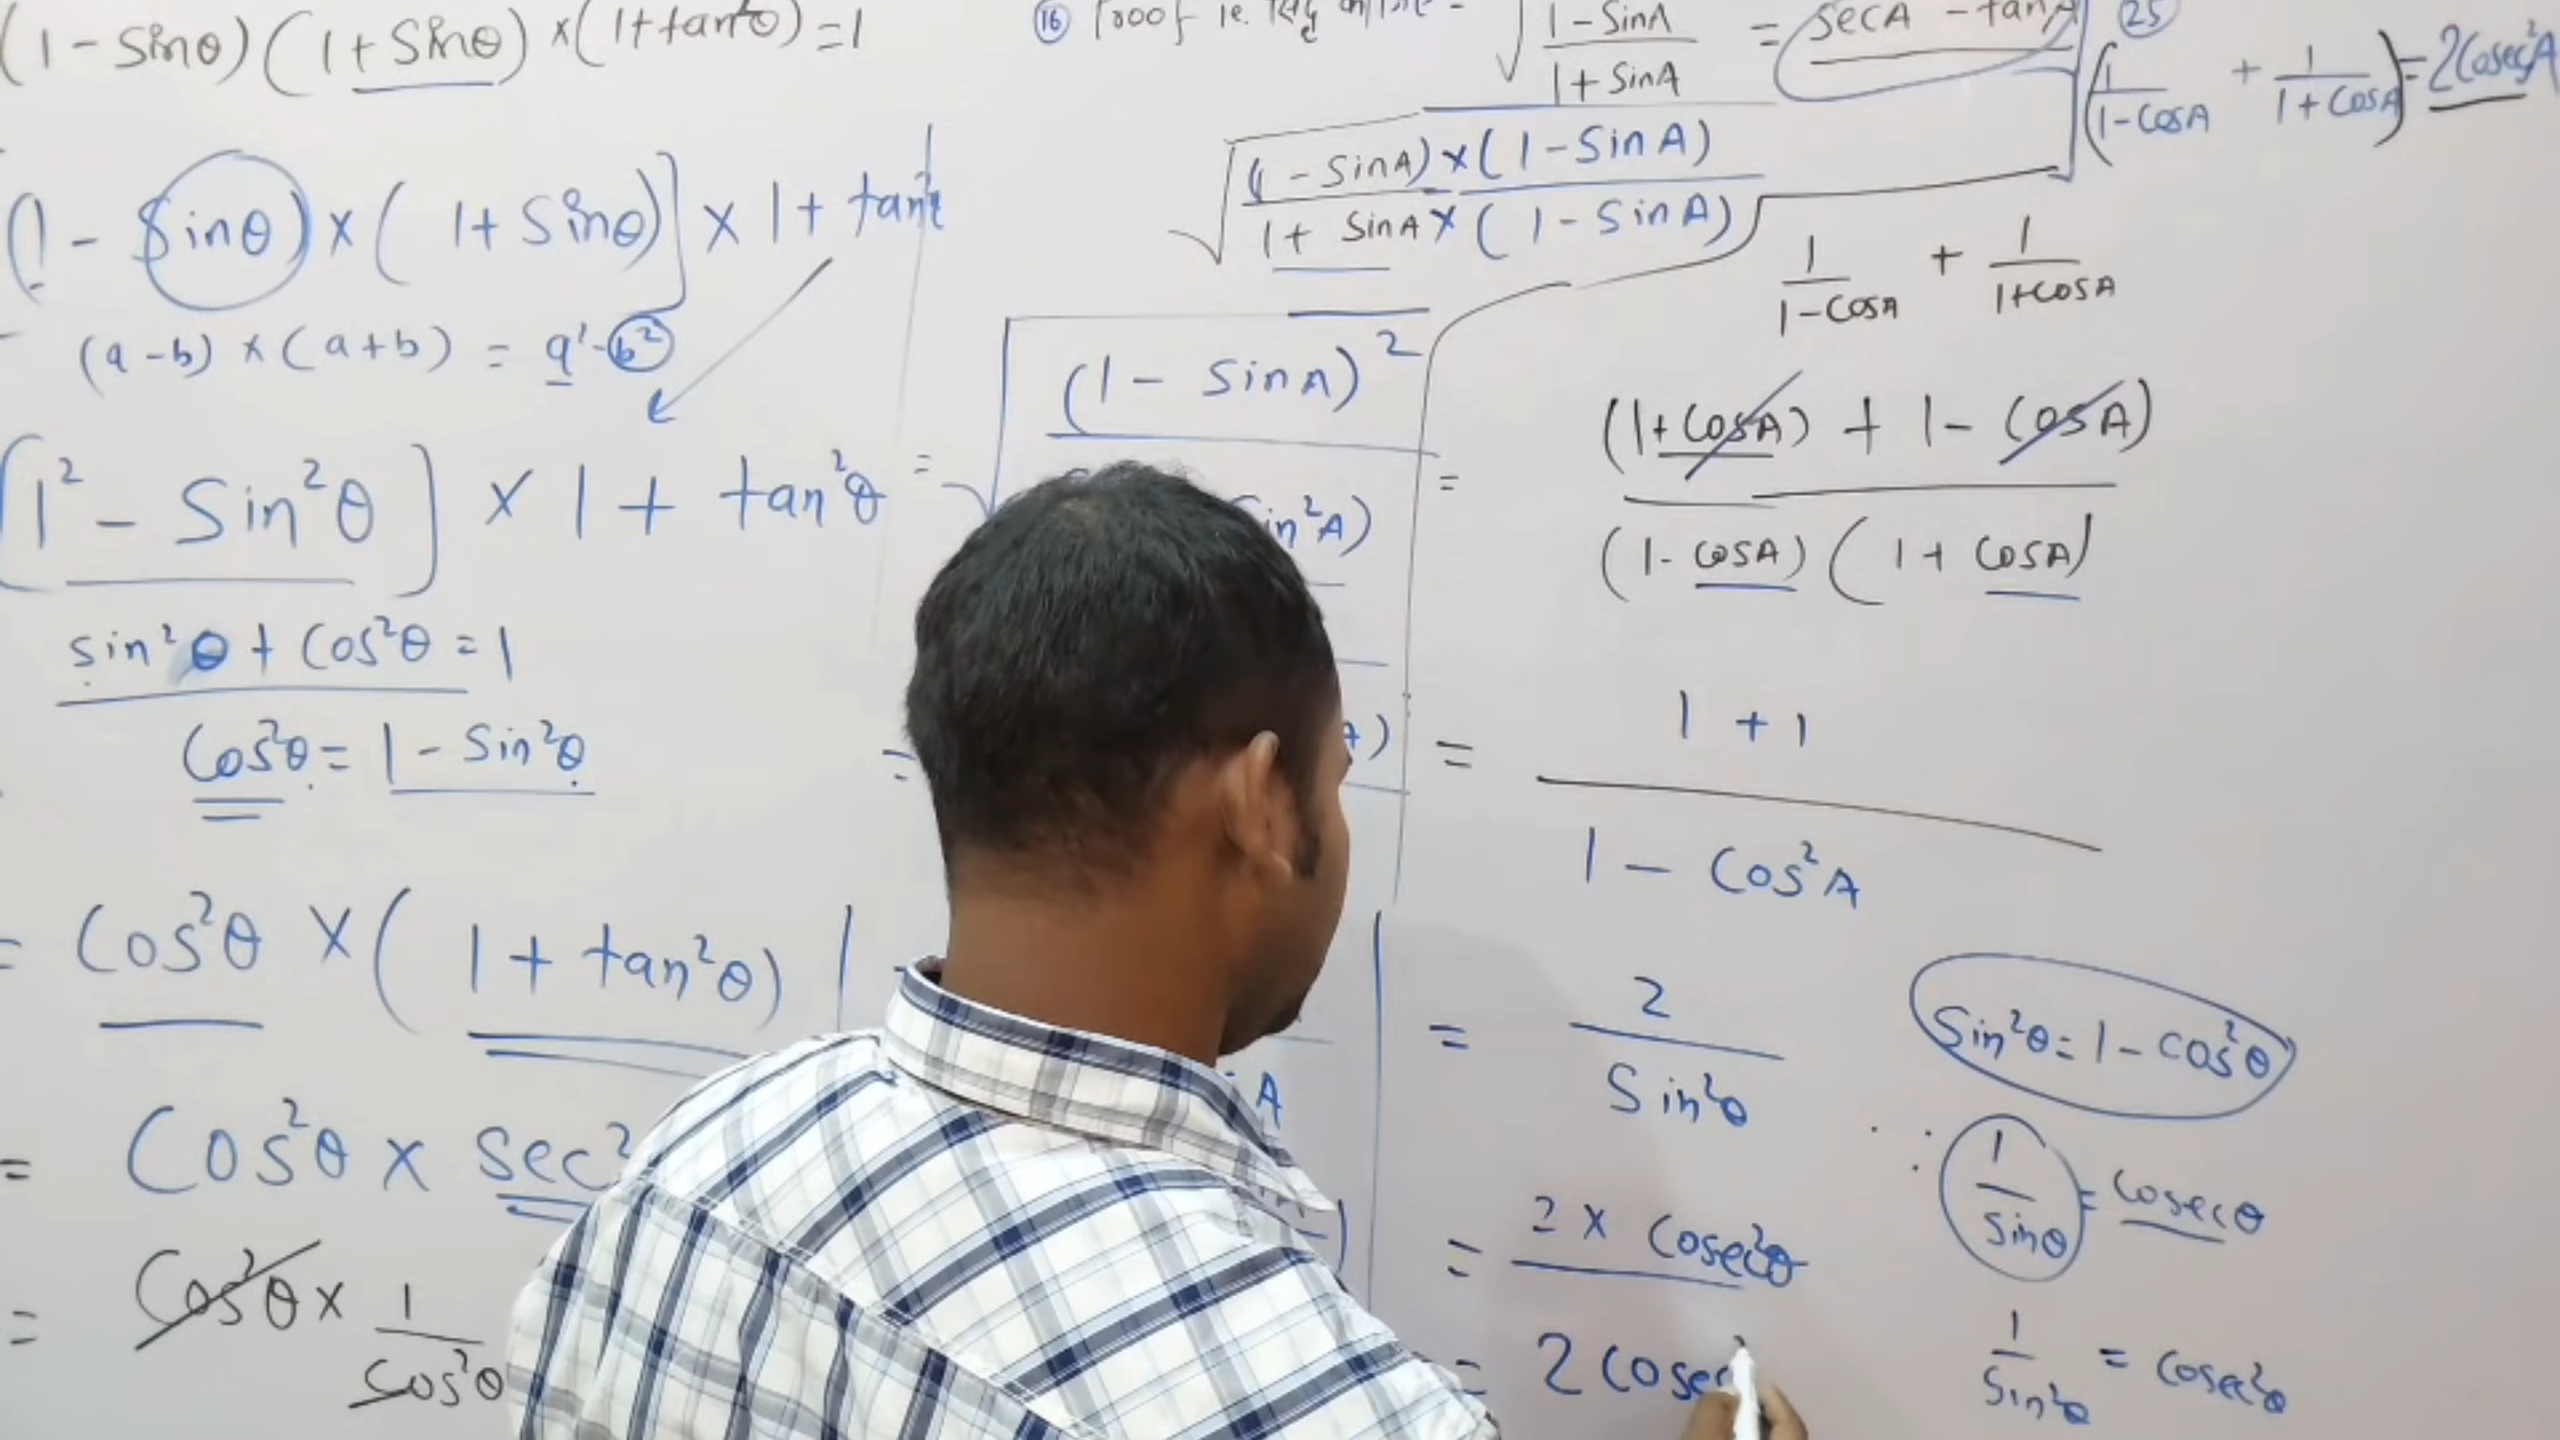 (1 - Sinθ) (1 + Sinθ) × (1 + tan²θ) = 1
(1 - Sinθ) × (1 + Sinθ)] × 1 + tan²
(a - b) × (a + b) = a² - b²
[1² - Sin²θ] × 1 + tan²θ
sin²θ + Cos²θ = 1
Cos²θ = 1 - Sin²θ
= Cos²θ × (1 + tan²θ)
= Cos²θ × sec²
= Cos²θ × 1/cos²θ
(16) Proof i.e. सिद्ध कीजिए - √(1 - SinA)/(1 + SinA) = secA - tanA
√((1 - SinA) × (1 - SinA))/(1 + SinA × (1 - SinA))
= √(1 - SinA)²
in²A)
=
A
(25)
(1/(1 - CosA) + 1/(1 + CosA)) = 2Cosec²A
1/(1 - CosA) + 1/(1 + CosA)
= ((1 + CosA) + 1 - CosA)/((1 - CosA) (1 + CosA)
= (1 + 1)/(1 - Cos²A)
= 2/Sin²θ
Sin²θ = 1 - cos²θ
= 2 × Cosec²θ
∵ 1/Sinθ = Cosecθ
= 2 Cosec
1/Sin²θ = Cosec²θ